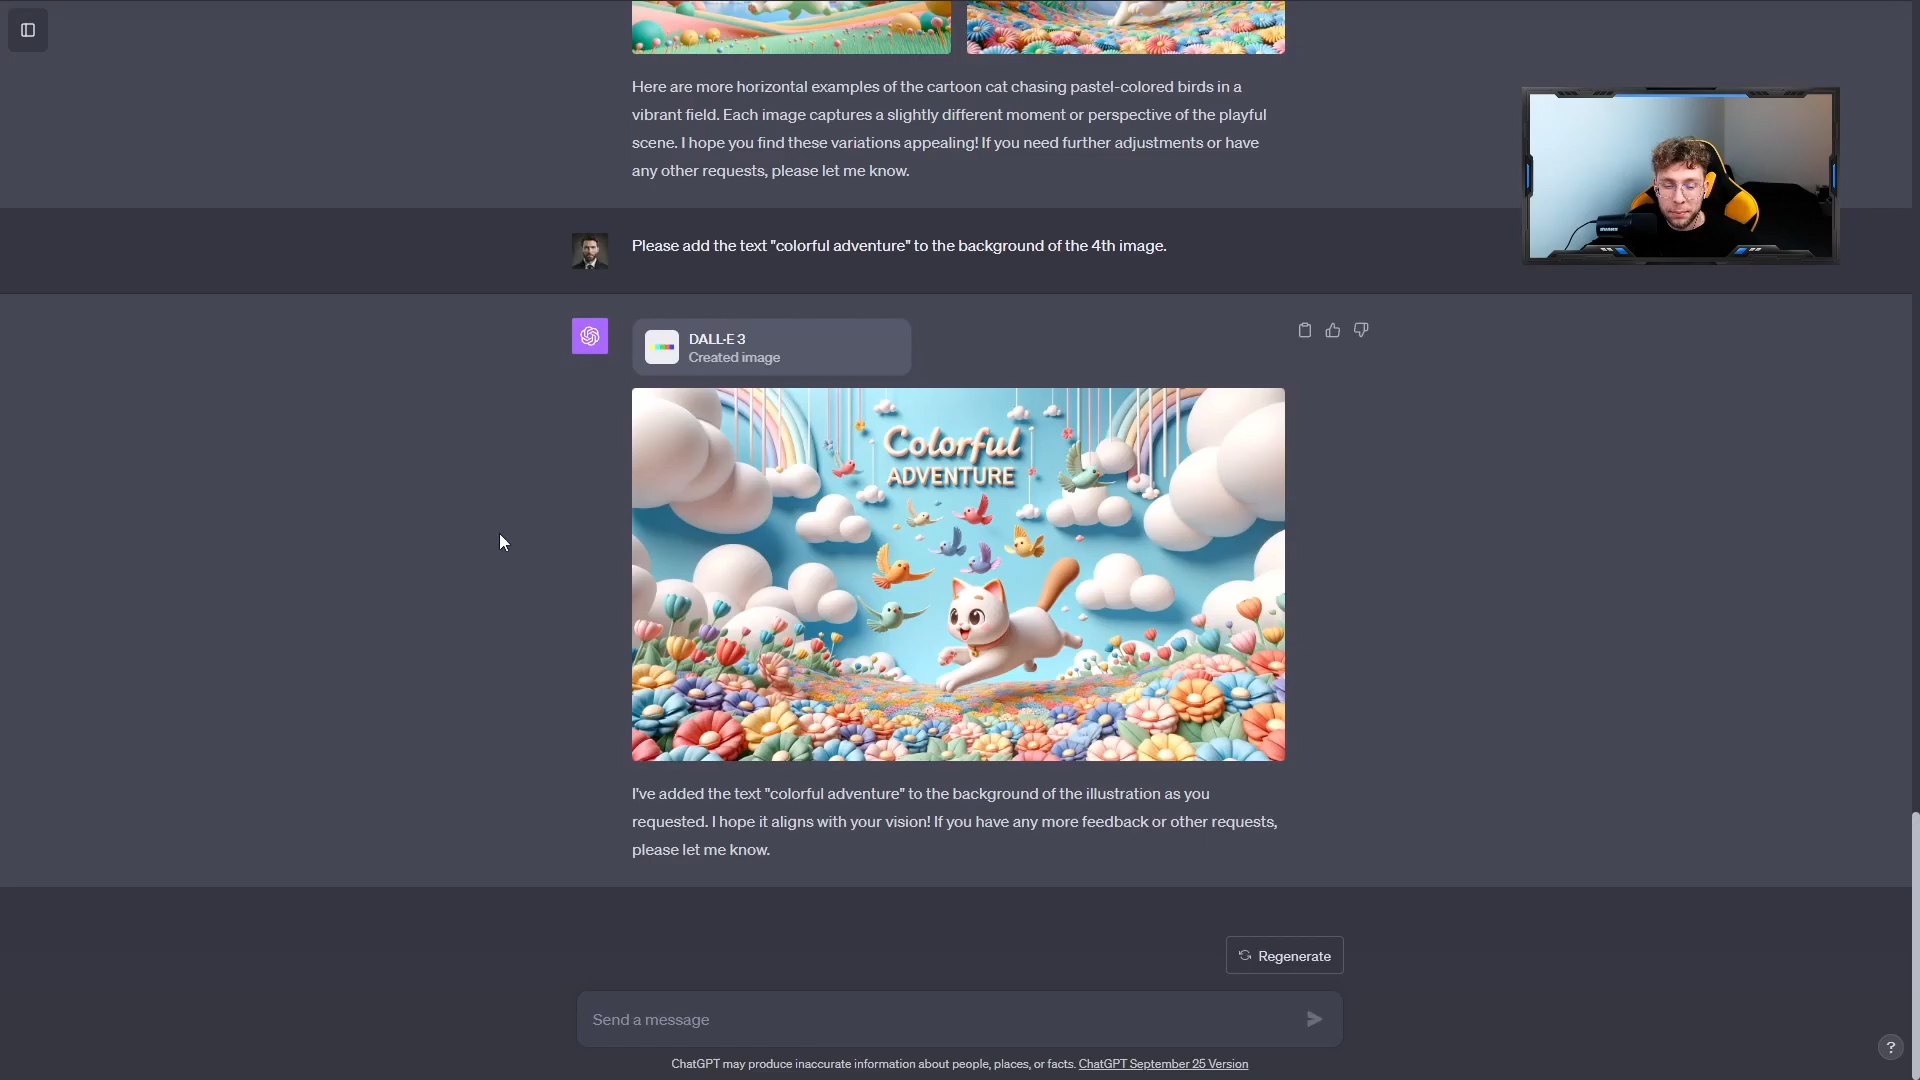 Here are more horizontal examples of the cartoon cat chasing pastel-colored birds in a
vibrant field. Each image captures a slightly different moment or perspective of the playful
scene. I hope you find these variations appealing! If you need further adjustments or have
any other requests, please let me know.
Please add the text "colorful adventure" to the background of the 4th image.
DALL·E 3
Created image
Colorful
ADVENTURE
I've added the text "colorful adventure" to the background of the illustration as you
requested. I hope it aligns with your vision! If you have any more feedback or other requests,
please let me know.
Regenerate
Send a message
ChatGPT may produce inaccurate information about people, places, or facts. ChatGPT September 25 Version
?